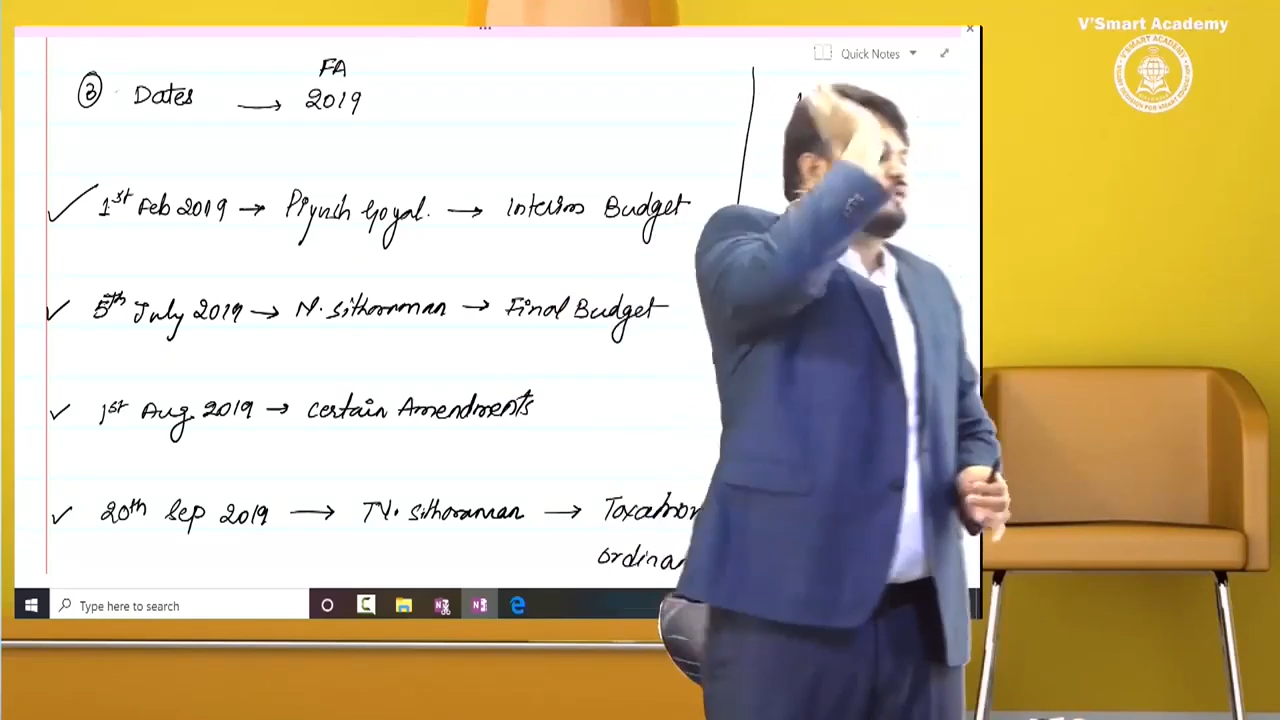 V'Smart Academy
Quick Notes
FA
③ Dates → 2019
✓ 1st Feb 2019 → Piyush Goyal. → Interim Budget
✓ 5th July 2019 → N. Sitharaman → Final Budget
✓ 1st Aug 2019 → Certain Amendments
✓ 20th Sep 2019 → N. Sitharaman → Taxation
ordinan
Type here to search